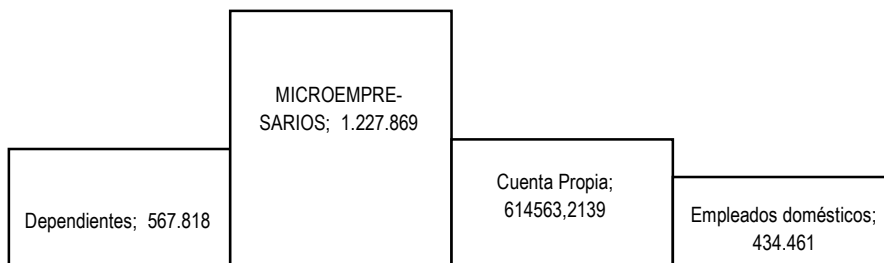 MICROEMPRE-
SARIOS; 1.227.869
Dependientes; 567.818
Cuenta Propia;
614563,2139
Empleados domésticos;
434.461